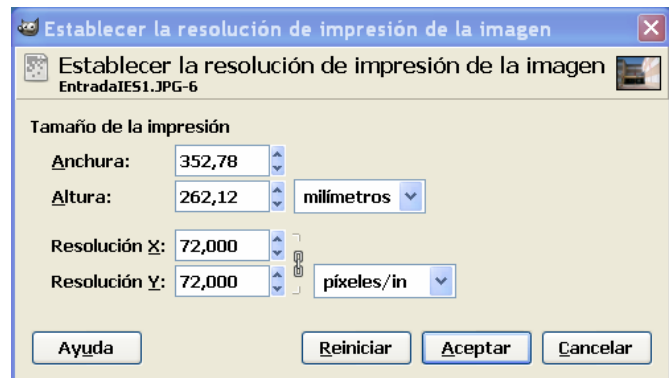 Establecer la resolución de impresión de la imagen
Establecer la resolución de impresión de la imagen
EntradaIES1.JPG-6
Tamaño de la impresión
Anchura: 352,78
Altura: 262,12 milímetros
Resolución X: 72,000
Resolución Y: 72,000 píxeles/in
Ayuda Reiniciar Aceptar Cancelar